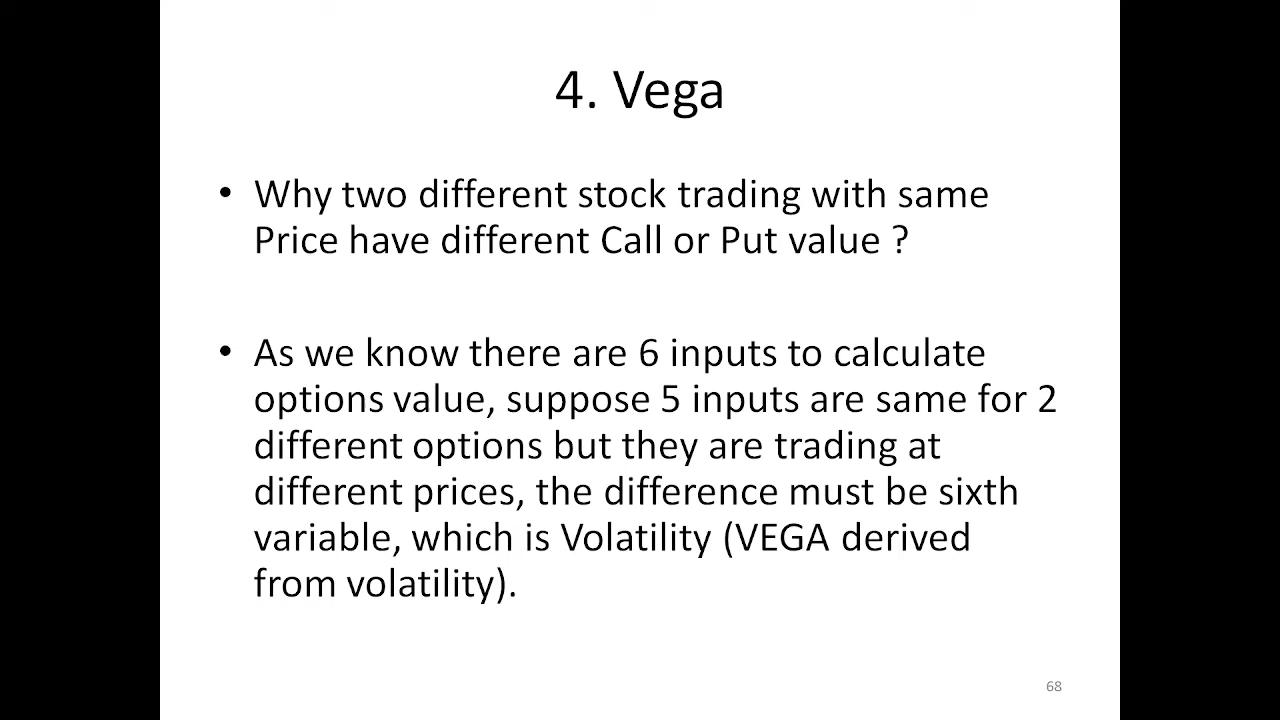 4. Vega
• Why two different stock trading with same
Price have different Call or Put value ?
• As we know there are 6 inputs to calculate
options value, suppose 5 inputs are same for 2
different options but they are trading at
different prices, the difference must be sixth
variable, which is Volatility (VEGA derived
from volatility).
68